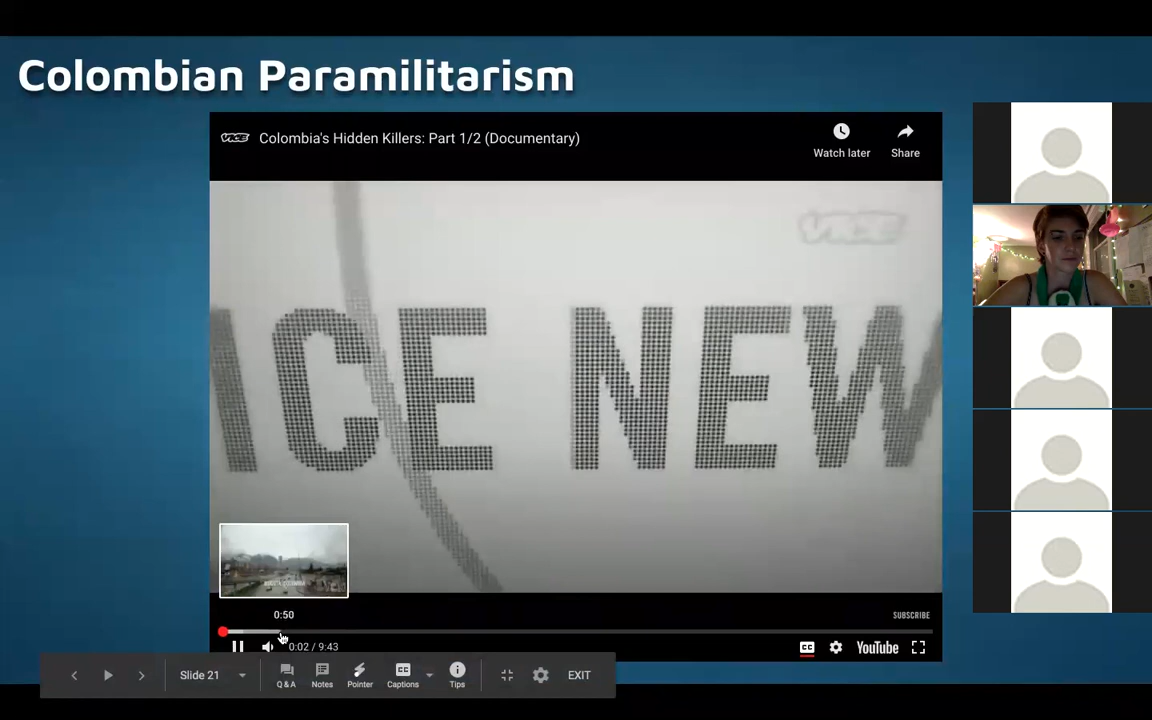 Colombian Paramilitarism
VICE Colombia's Hidden Killers: Part 1/2 (Documentary)
Watch later
Share
VICE
ICE NEW
0:50
SUBSCRIBE
0:02 / 9:43
YouTube
Slide 21
Q & A
Notes
Pointer
Captions
Tips
EXIT